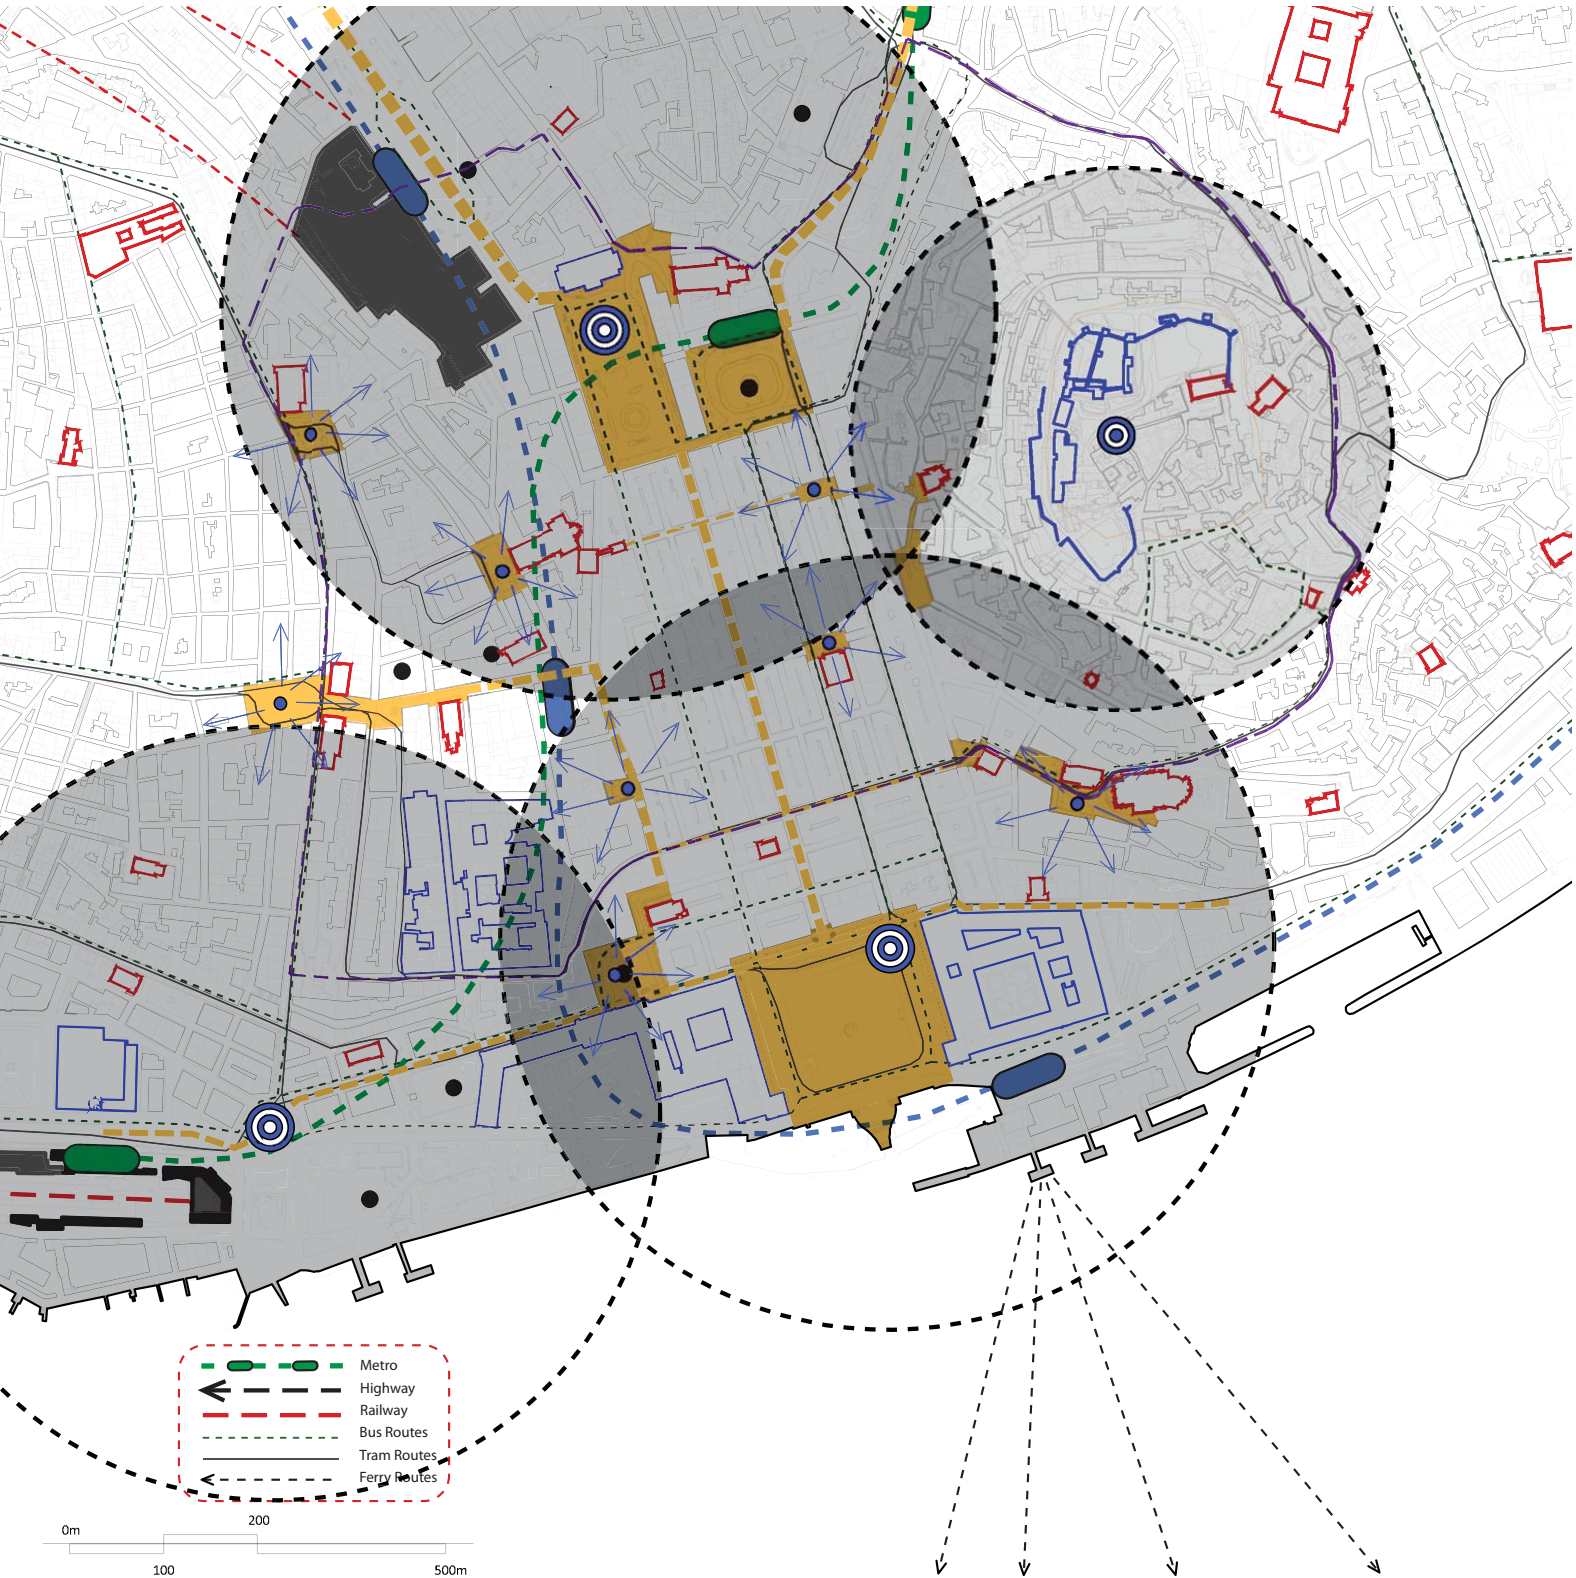 Metro
Highway
Railway
Bus Routes
Tram Routes
Ferry Routes
0m
200
100
500m